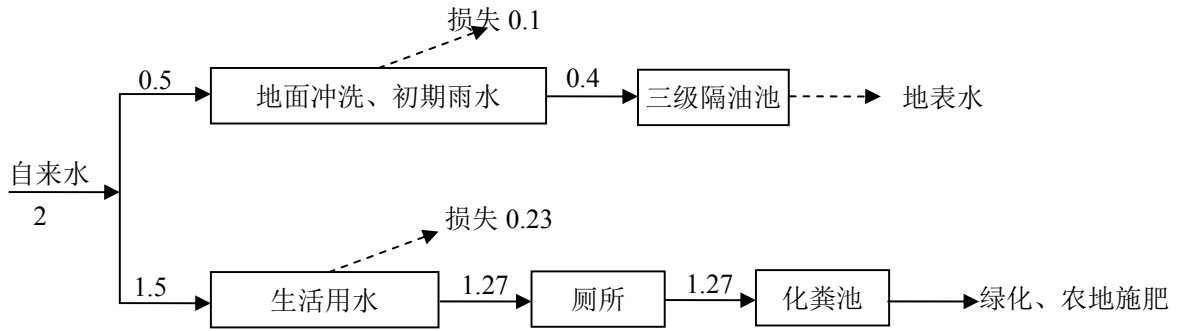 损失 0.1
0.5
地面冲洗、初期雨水
0.4
三级隔油池
地表水
自来水
2
损失 0.23
1.5
生活用水
1.27
厕所
1.27
化粪池
绿化、农地施肥